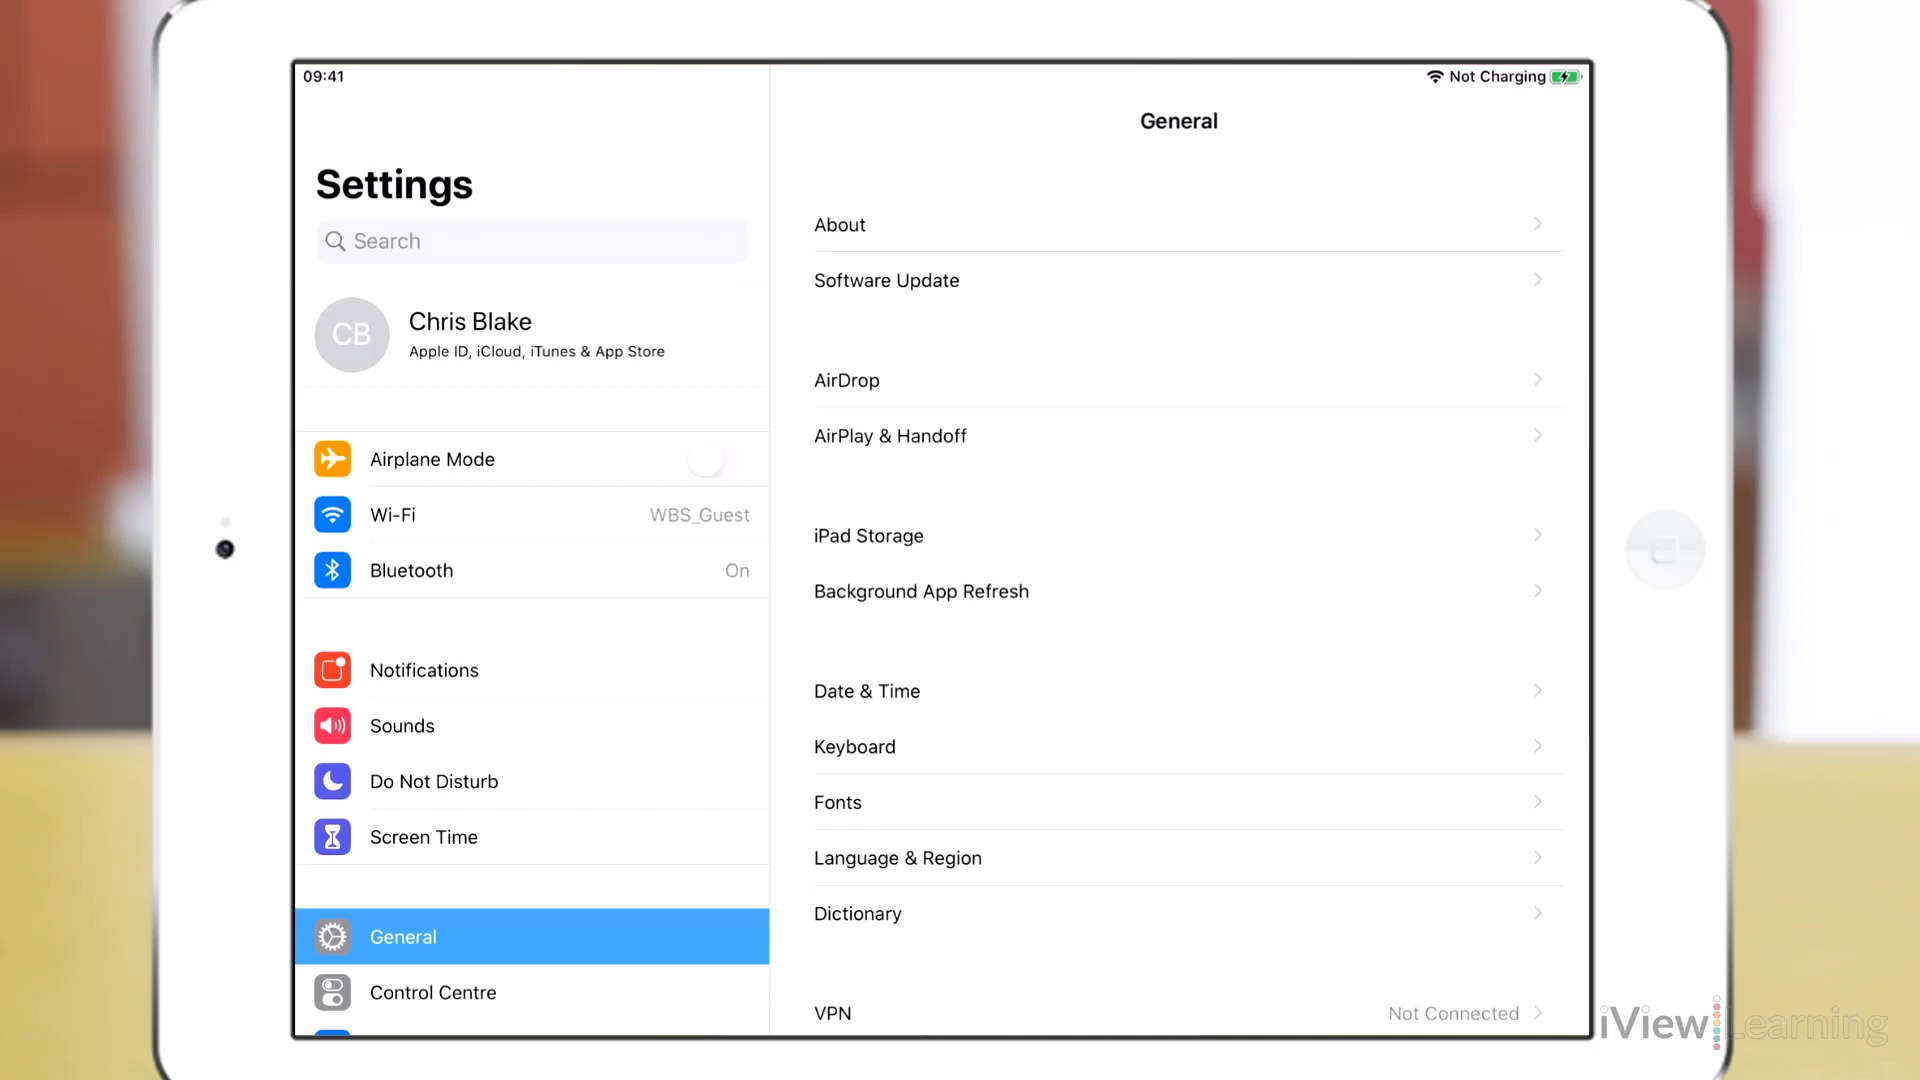 09:41
Not Charging
General
Settings
Search
CB
Chris Blake
Apple ID, iCloud, iTunes & App Store
Airplane Mode
Wi-Fi
WBS_Guest
Bluetooth
On
Notifications
Sounds
Do Not Disturb
Screen Time
General
Control Centre
About
Software Update
AirDrop
AirPlay & Handoff
iPad Storage
Background App Refresh
Date & Time
Keyboard
Fonts
Language & Region
Dictionary
VPN
Not Connected
iView Learning